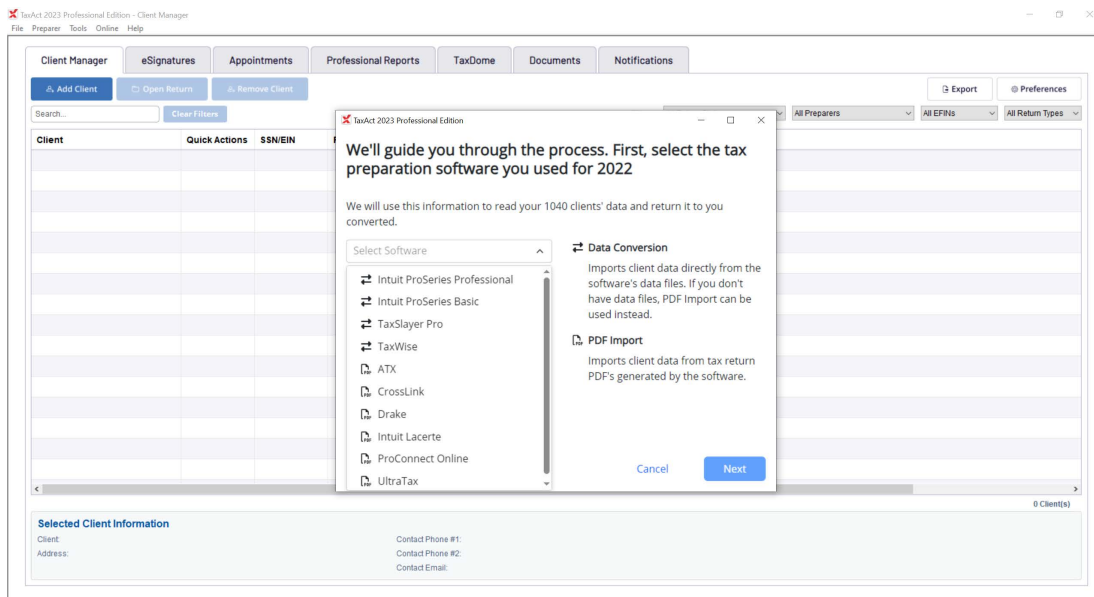 TaxAct 2023 Professional Edition - Client Manager
File Preparer Tools Online Help
Client Manager eSignatures Appointments Professional Reports TaxDome Documents Notifications
Add Client Open Return Remove Client Export Preferences
Search... Clear Filters All Preparers All EFINs All Return Types
Client Quick Actions SSN/EIN
TaxAct 2023 Professional Edition
We'll guide you through the process. First, select the tax
preparation software you used for 2022
We will use this information to read your 1040 clients' data and return it to you
converted.
Select Software
Intuit ProSeries Professional
Intuit ProSeries Basic
TaxSlayer Pro
TaxWise
ATX
CrossLink
Drake
Intuit Lacerte
ProConnect Online
UltraTax
Data Conversion
Imports client data directly from the
software's data files. If you don't
have data files, PDF Import can be
used instead.
PDF Import
Imports client data from tax return
PDF's generated by the software.
Cancel Next
0 Client(s)
Selected Client Information
Client:
Address:
Contact Phone #1:
Contact Phone #2:
Contact Email: